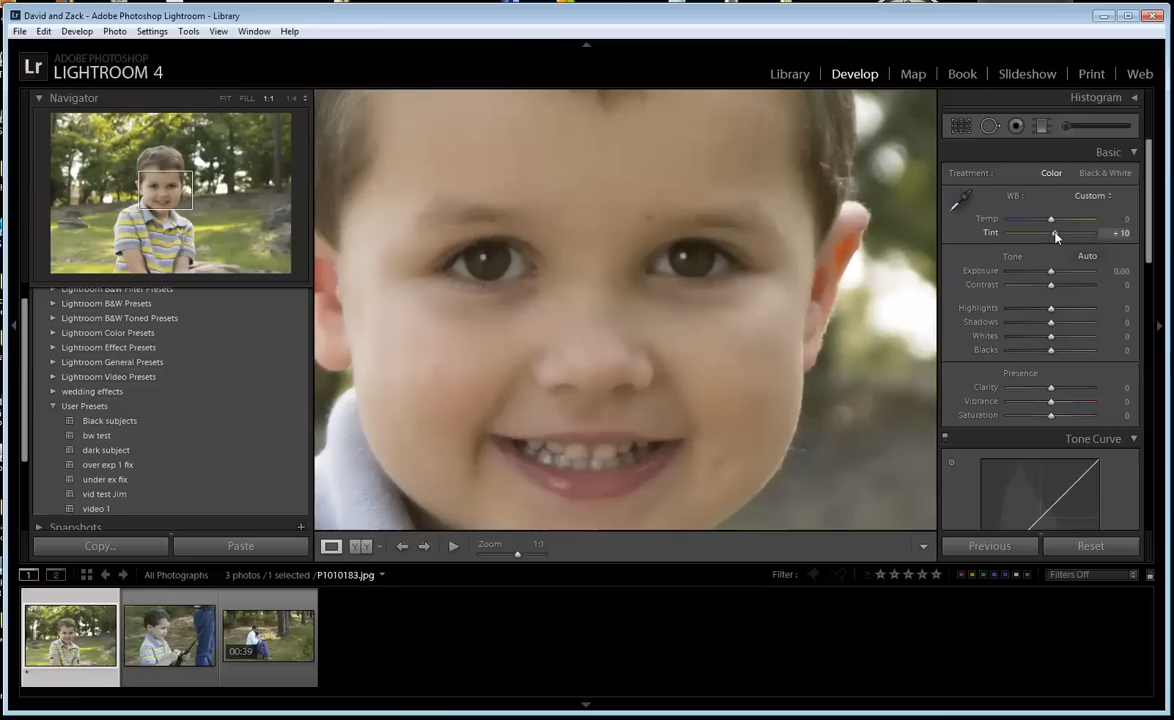 David and Zack - Adobe Photoshop Lightroom - Library
File Edit Develop Photo Settings Tools View Window Help
Lr ADOBE PHOTOSHOP
LIGHTROOM 4
Library Develop Map Book Slideshow Print Web
Navigator FIT FILL 1:1 1:4
Histogram
Basic
Treatment : Color Black & White
WB : Custom
Temp 0
Tint + 10
Tone Auto
Exposure 0.00
Contrast 0
Highlights 0
Shadows 0
Whites 0
Blacks 0
Presence
Clarity 0
Vibrance 0
Saturation 0
Tone Curve
Lightroom B&W Filter Presets
Lightroom B&W Presets
Lightroom B&W Toned Presets
Lightroom Color Presets
Lightroom Effect Presets
Lightroom General Presets
Lightroom Video Presets
wedding effects
User Presets
Black subjects
bw test
dark subject
over exp 1 fix
under ex fix
vid test Jim
video 1
Snapshots
Copy... Paste
YY Zoom 1:1
Previous Reset
1 2 All Photographs 3 photos / 1 selected / P1010183.jpg Filter : Filters Off
00:39